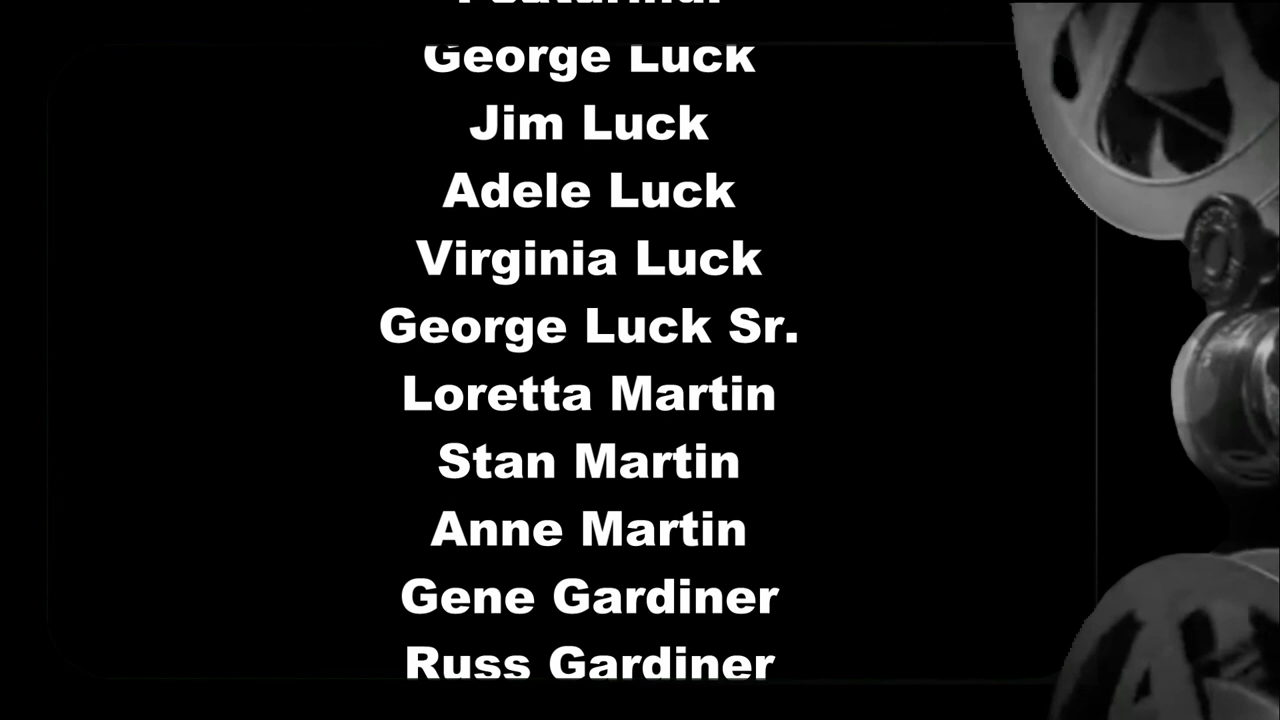 Featuring:
George Luck
Jim Luck
Adele Luck
Virginia Luck
George Luck Sr.
Loretta Martin
Stan Martin
Anne Martin
Gene Gardiner
Russ Gardiner